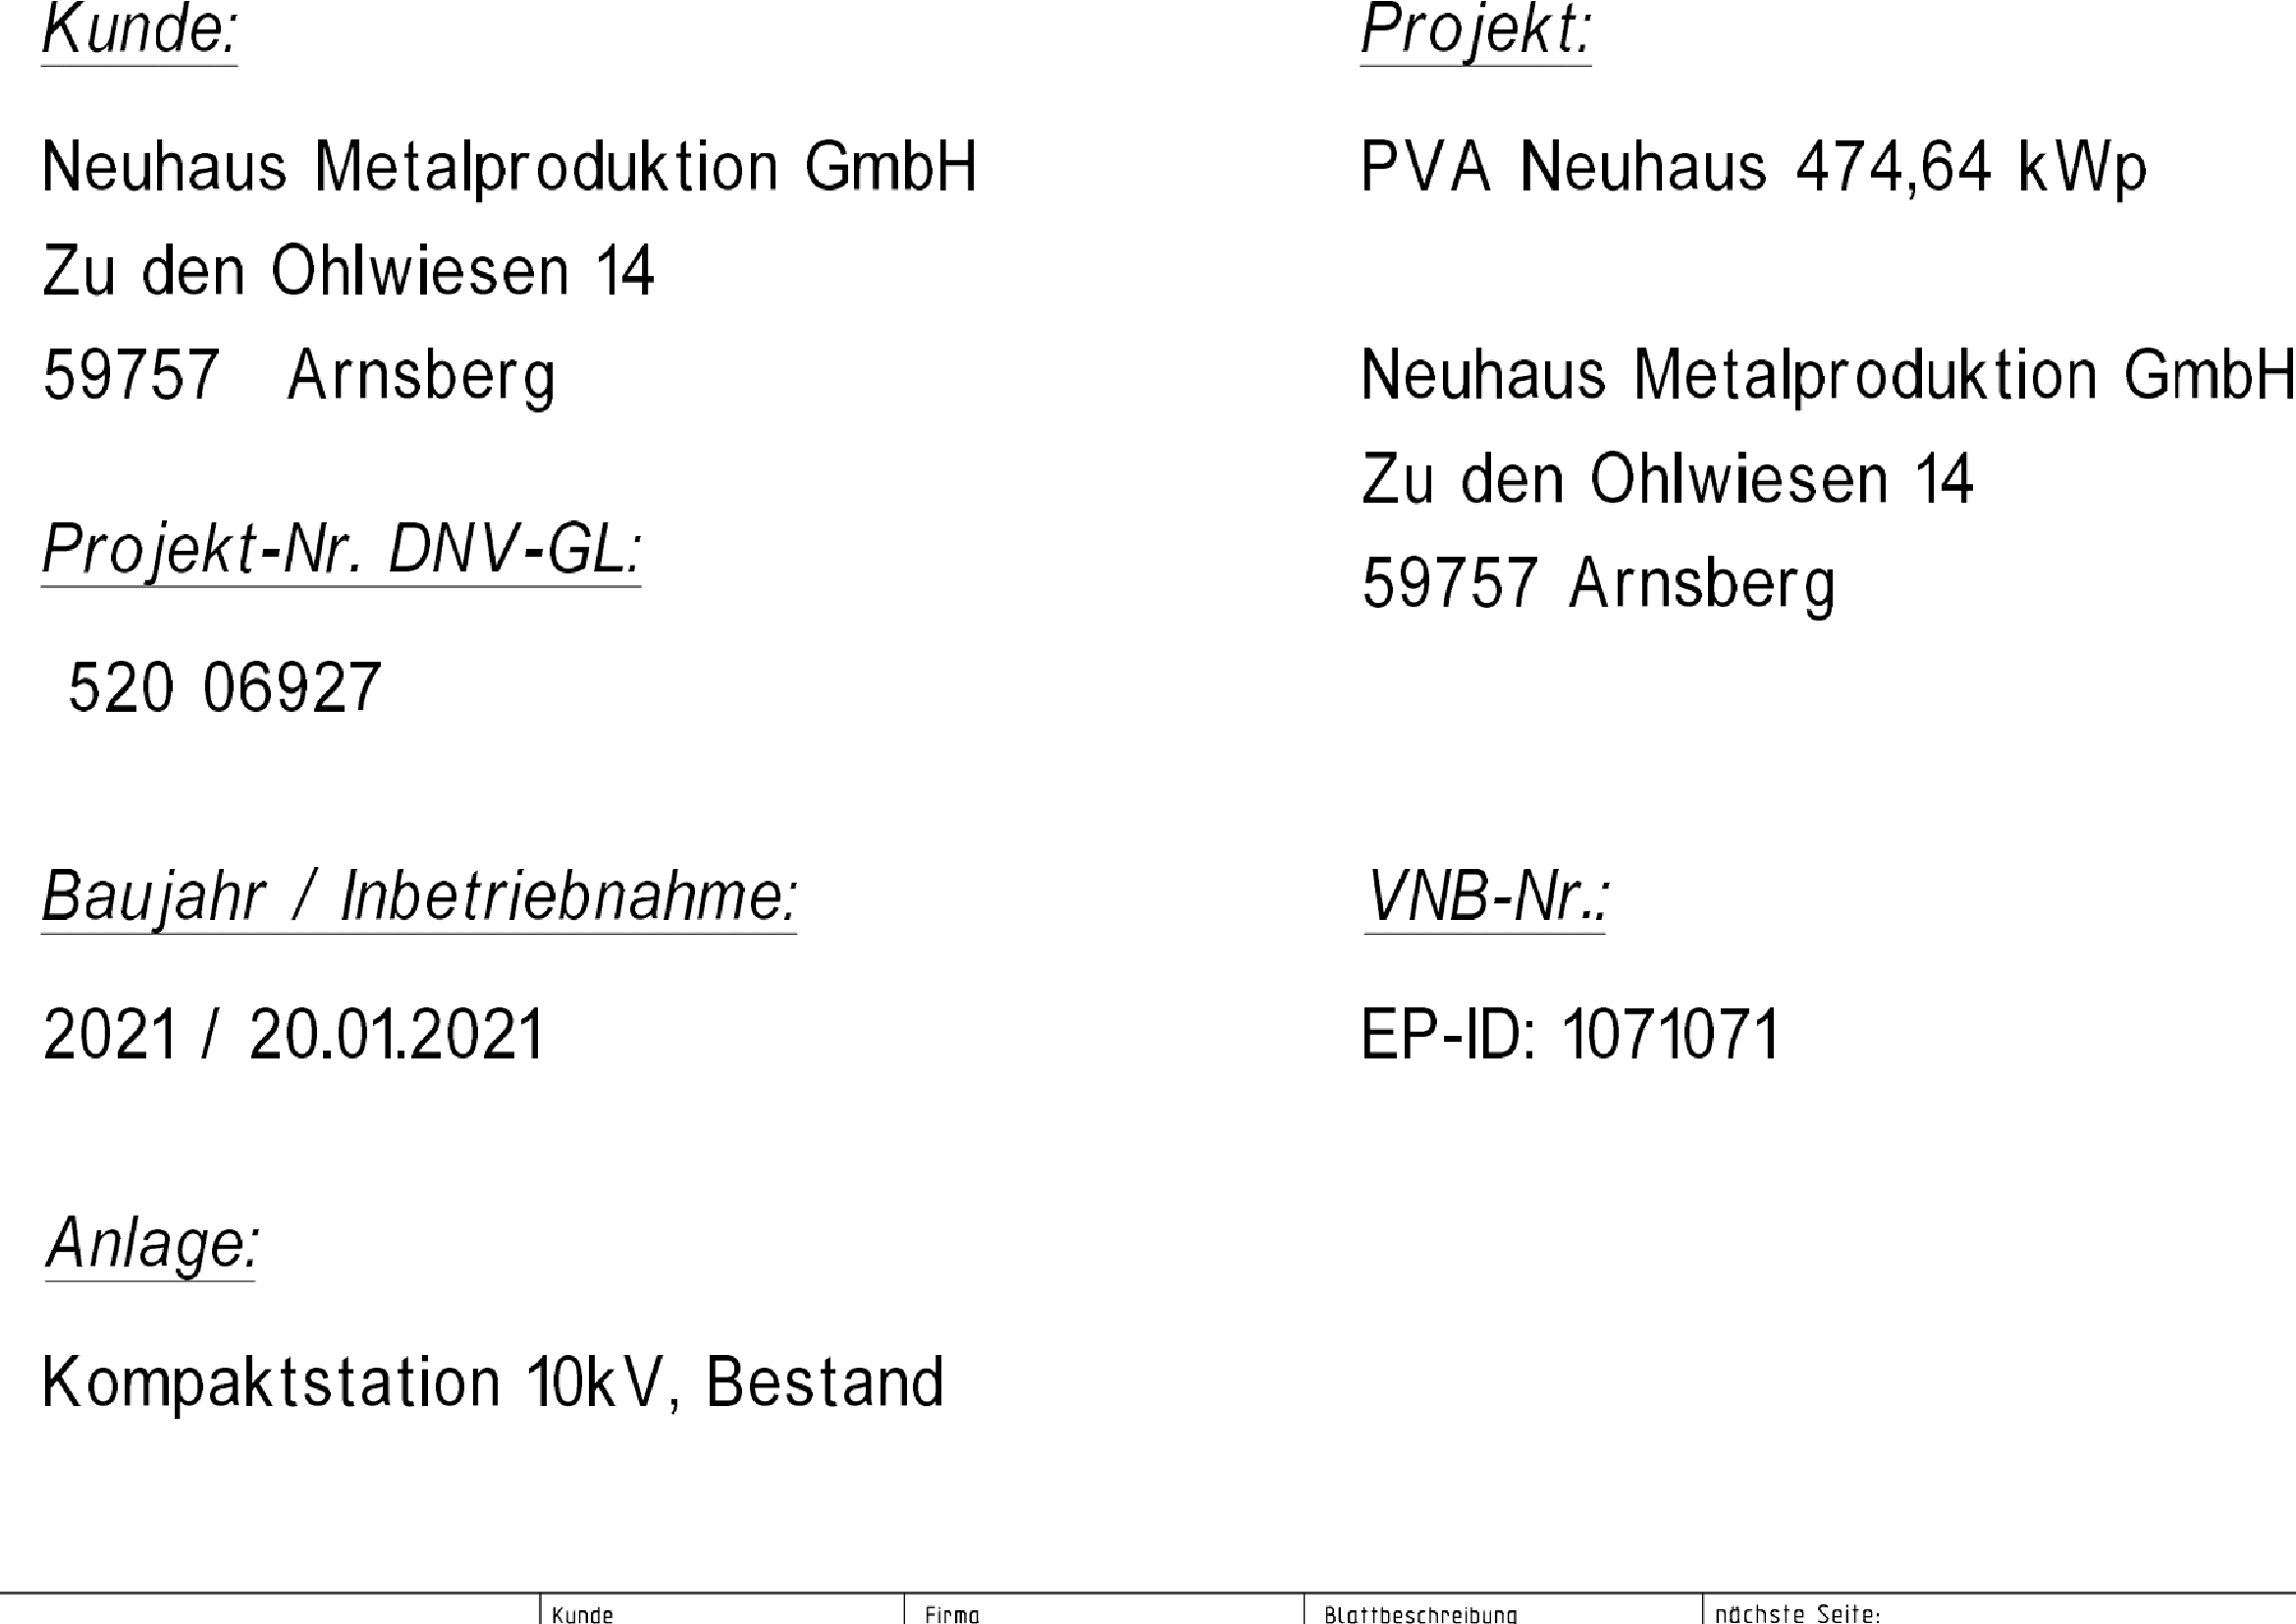 Kunde:
Neuhaus Metalproduktion GmbH
Zu den Ohlwiesen 14
59757 Arnsberg
Projekt-Nr. DNV-GL:
520 06927
Projekt:
PVA Neuhaus 474,64 kWp
Neuhaus Metalproduktion GmbH
Zu den Ohlwiesen 14
59757 Arnsberg
Baujahr / Inbetriebnahme:
2021 / 20.01.2021
VNB-Nr.:
EP-ID: 1071071
Anlage:
Kompaktstation 10kV, Bestand
Kunde
Firma
Blattbeschreibung
nächste Seite: